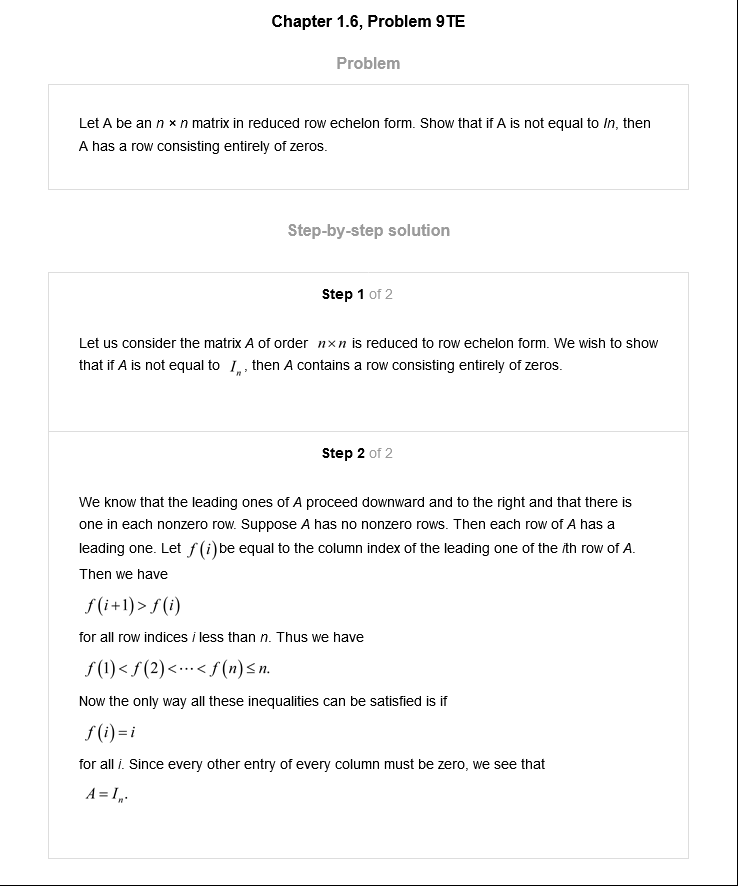 Chapter 1.6, Problem 9TE
Problem
Let A be an n × n matrix in reduced row echelon form. Show that if A is not equal to In, then
A has a row consisting entirely of zeros.
Step-by-step solution
Step 1 of 2
Let us consider the matrix A of order n×n is reduced to row echelon form. We wish to show
that if A is not equal to Iₙ, then A contains a row consisting entirely of zeros.
Step 2 of 2
We know that the leading ones of A proceed downward and to the right and that there is
one in each nonzero row. Suppose A has no nonzero rows. Then each row of A has a
leading one. Let f(i)be equal to the column index of the leading one of the ith row of A.
Then we have
f(i+1)>f(i)
for all row indices i less than n. Thus we have
f(1)<f(2)<⋯<f(n)≤n.
Now the only way all these inequalities can be satisfied is if
f(i)=i
for all i. Since every other entry of every column must be zero, we see that
A=Iₙ.